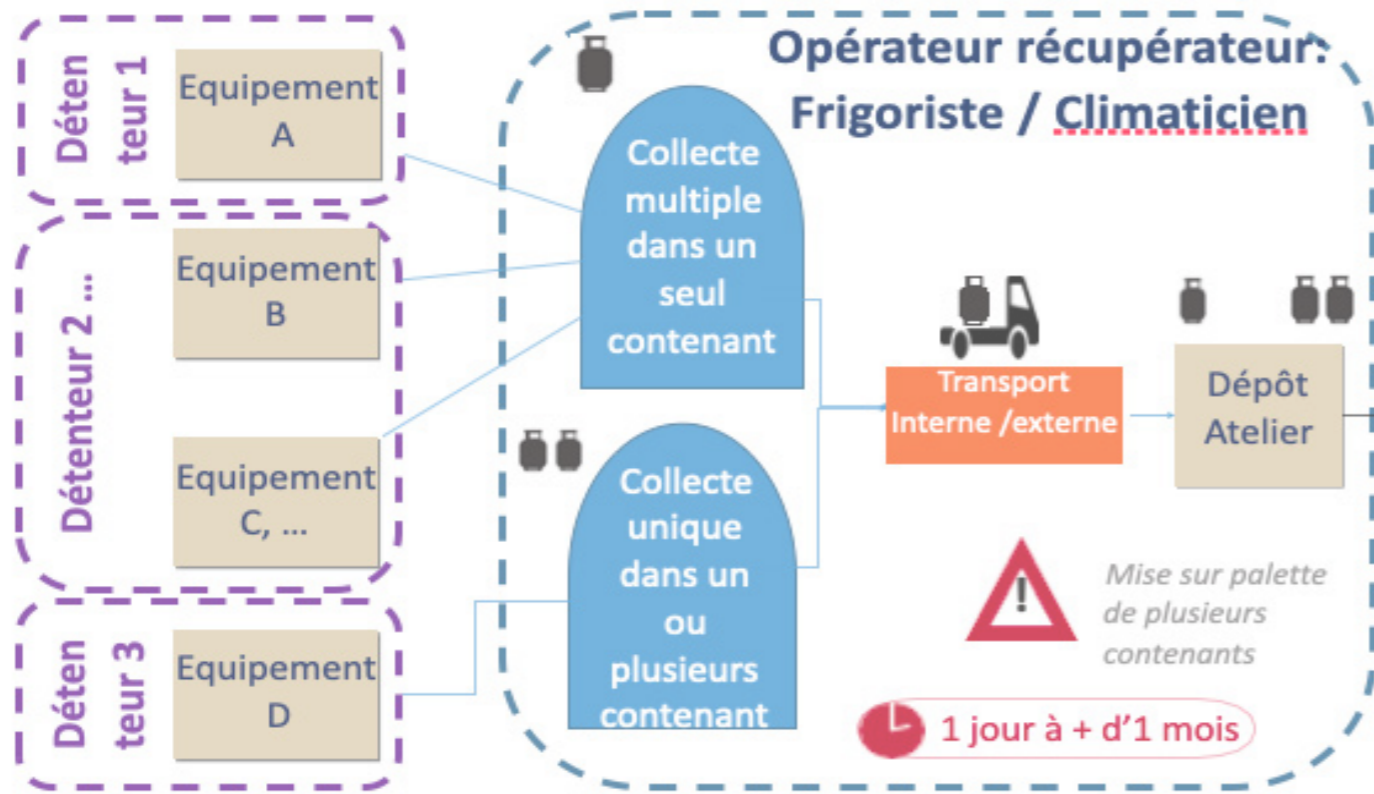 Déten
teur 1
Equipement
A
Détenteur 2 ...
Equipement
B
Equipement
C, ...
Déten
teur 3
Equipement
D
Opérateur récupérateur:
Frigoriste / Climaticien
Collecte
multiple
dans un
seul
contenant
Collecte
unique
dans un
ou
plusieurs
contenant
Transport
Interne /externe
Dépôt
Atelier
!
Mise sur palette
de plusieurs
contenants
1 jour à + d'1 mois